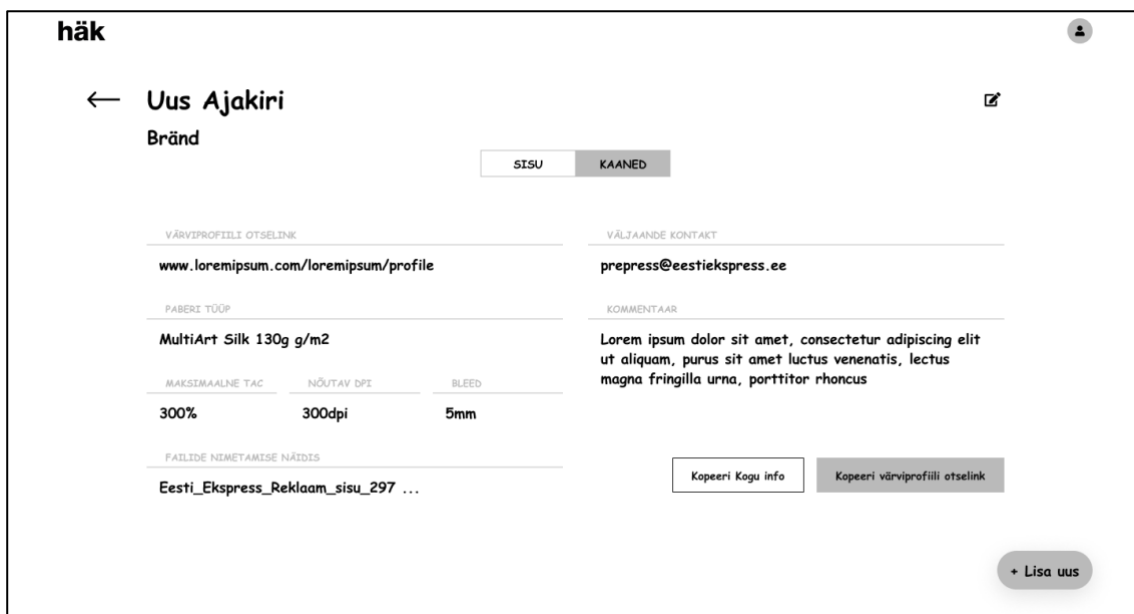 häk
Uus Ajakiri
Bränd
SISU
KAANED
VÄRVIPROFIILI OTSELINK
www.loremipsum.com/loremipsum/profile
PABERI TÜÜP
MultiArt Silk 130g g/m2
MAKSIMAALNE TAC
NÕUTAV DPI
BLEED
300%
300dpi
5mm
FAILIDE NIMETAMISE NÄIDIS
Eesti_Ekspress_Reklaam_sisu_297 ...
VÄLJAANDE KONTAKT
prepress@eestiekspress.ee
KOMMENTAAR
Lorem ipsum dolor sit amet, consectetur adipiscing elit
ut aliquam, purus sit amet luctus venenatis, lectus
magna fringilla urna, porttitor rhoncus
Kopeeri Kogu info
Kopeeri värviprofiili otselink
+ Lisa uus